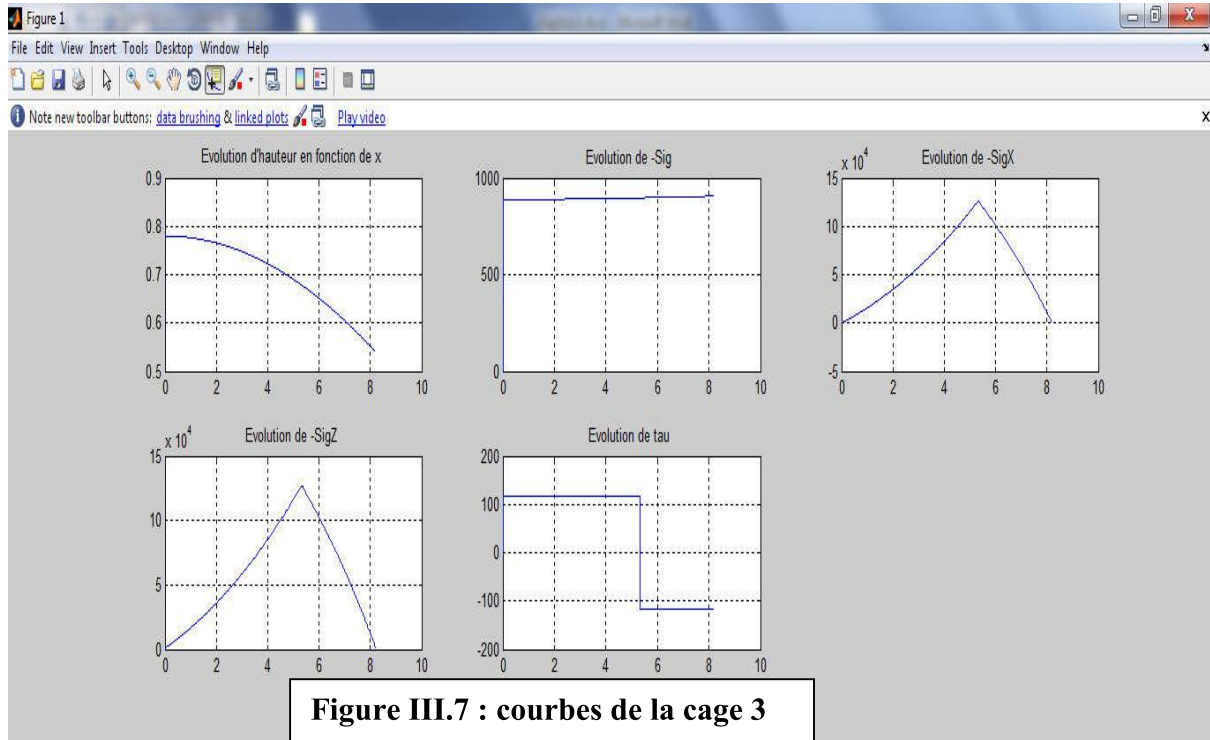 Figure 1
File Edit View Insert Tools Desktop Window Help
Note new toolbar buttons: data brushing & linked plots Play video X
Evolution d'hauteur en fonction de x
0.9
0.8
0.7
0.6
0.5
0 2 4 6 8 10
Evolution de -Sig
1000
500
0
0 2 4 6 8 10
Evolution de -SigX
x 10^4
15
10
5
0
-5
0 2 4 6 8 10
Evolution de -SigZ
x 10^4
15
10
5
0
0 2 4 6 8 10
Evolution de tau
200
100
0
-100
-200
0 2 4 6 8 10
Figure III.7 : courbes de la cage 3